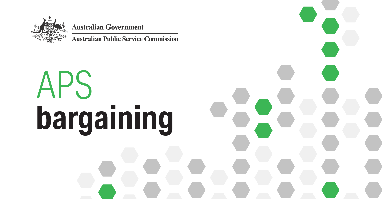 Australian Government
Australian Public Service Commission
APS
bargaining